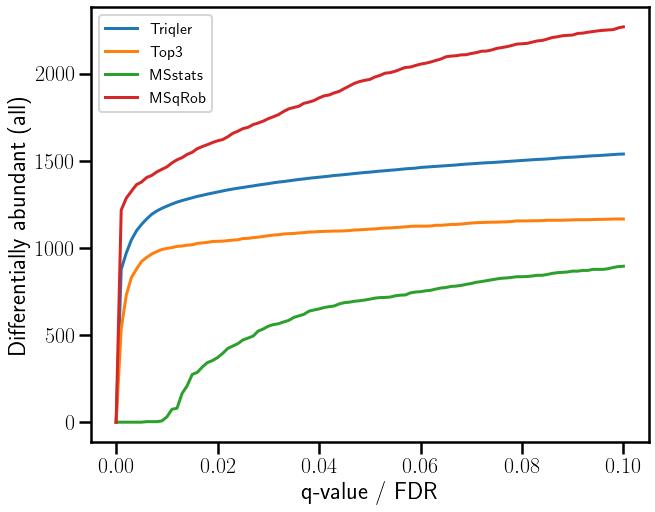 Differentially abundant (all)
2000
1500
1000
500
0
Triqler
Top3
MSstats
MSqRob
0.00 0.02 0.04 0.06 0.08 0.10
q-value / FDR